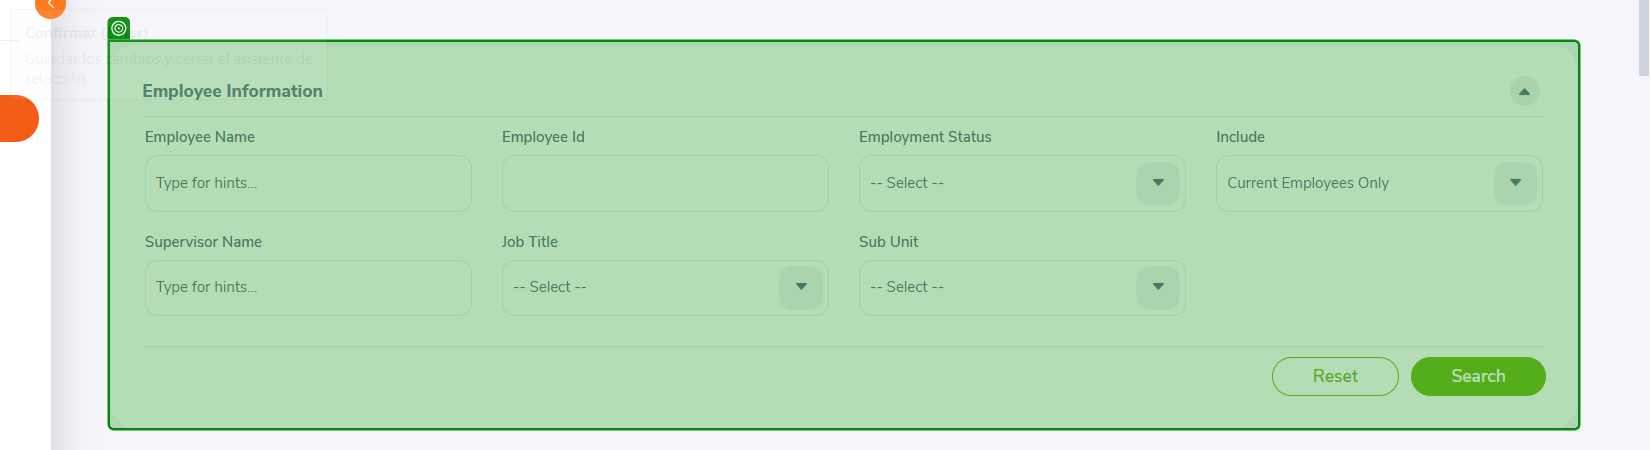 Confirmar (Enter)
Guardar los cambios y cerrar el asistente de
selección.
Employee Information
Employee Name
Employee Id
Employment Status
Include
Type for hints...
-- Select --
Current Employees Only
Supervisor Name
Job Title
Sub Unit
Type for hints...
-- Select --
-- Select --
Reset
Search